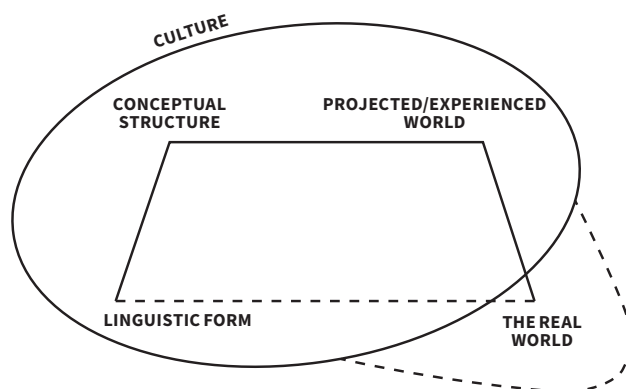 CULTURE
CONCEPTUAL
STRUCTURE
PROJECTED/EXPERIENCED
WORLD
LINGUISTIC FORM
THE REAL
WORLD